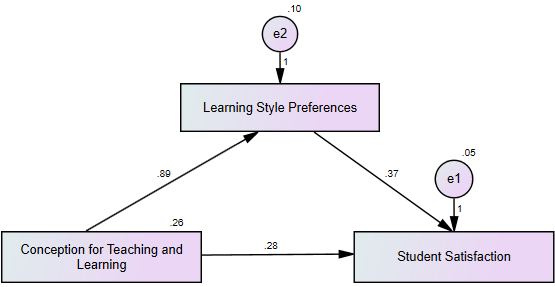 .10
e2
1
Learning Style Preferences
.05
.89
.37
e1
1
.26
Conception for Teaching and
Learning
.28
Student Satisfaction